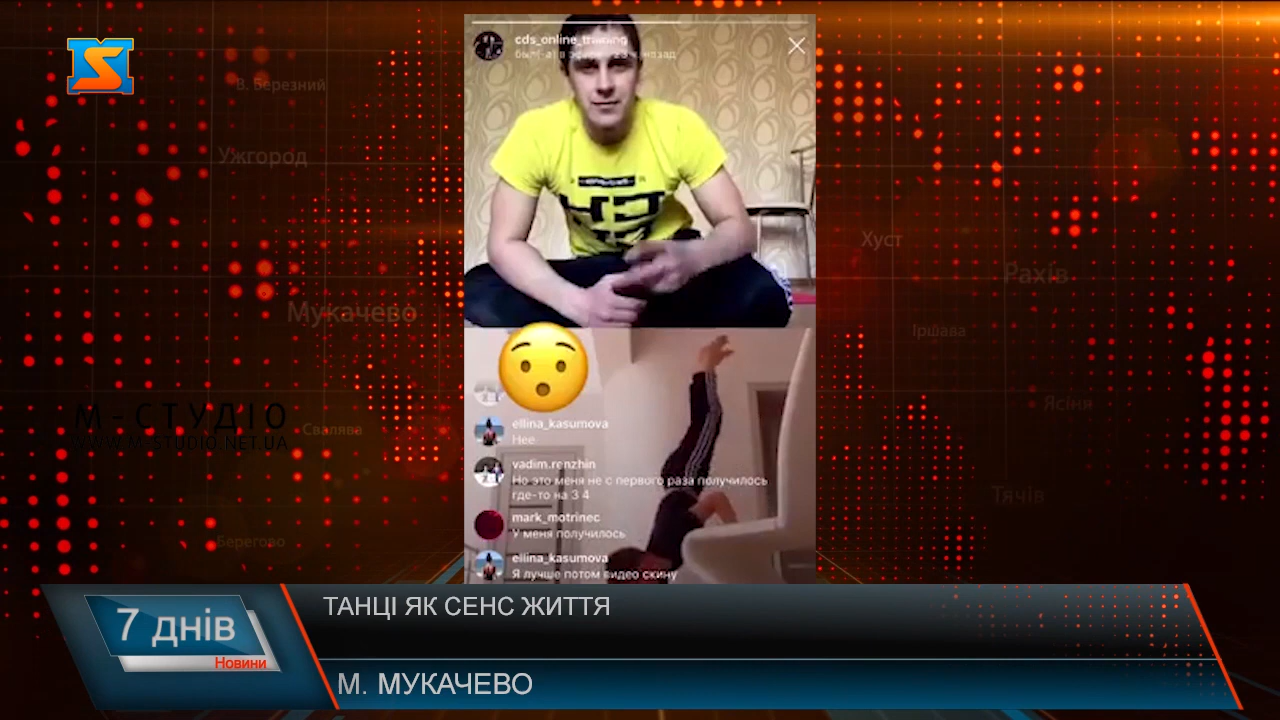 cds_online_training
В. Березний
Ужгород
Хуст
Рахів
Мукачево
Іршава
М-СТУДІО
WWW.M-STUDIO.NET.UA
Свалява
Ясіня
Тячів
Берегово
ellina_kasumova
Нее
vadim.renzhin
Но это меня не с первого раза получилось
где-то на 3 4
mark_motrinec
У меня получилось
ellina_kasumova
Я лучше потом видео скину
7 днів
Новини
ТАНЦІ ЯК СЕНС ЖИТТЯ
М. МУКАЧЕВО